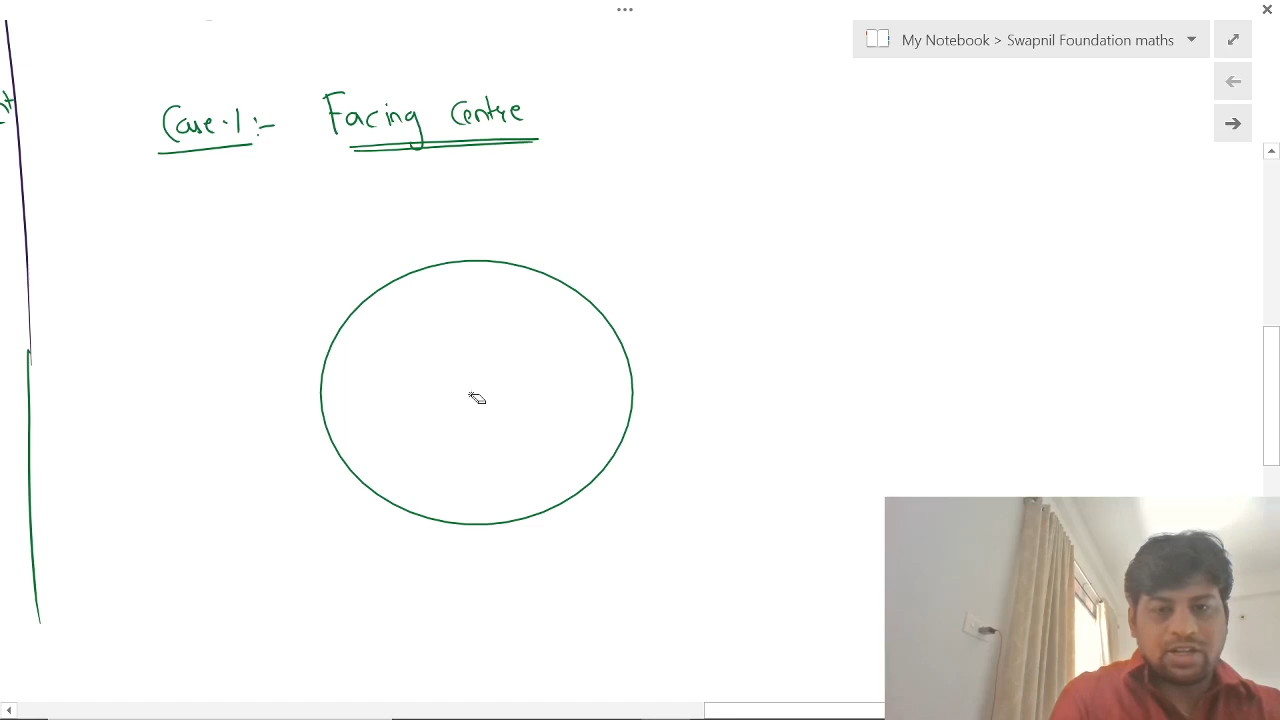 My Notebook > Swapnil Foundation maths
Case.1 :- Facing Centre